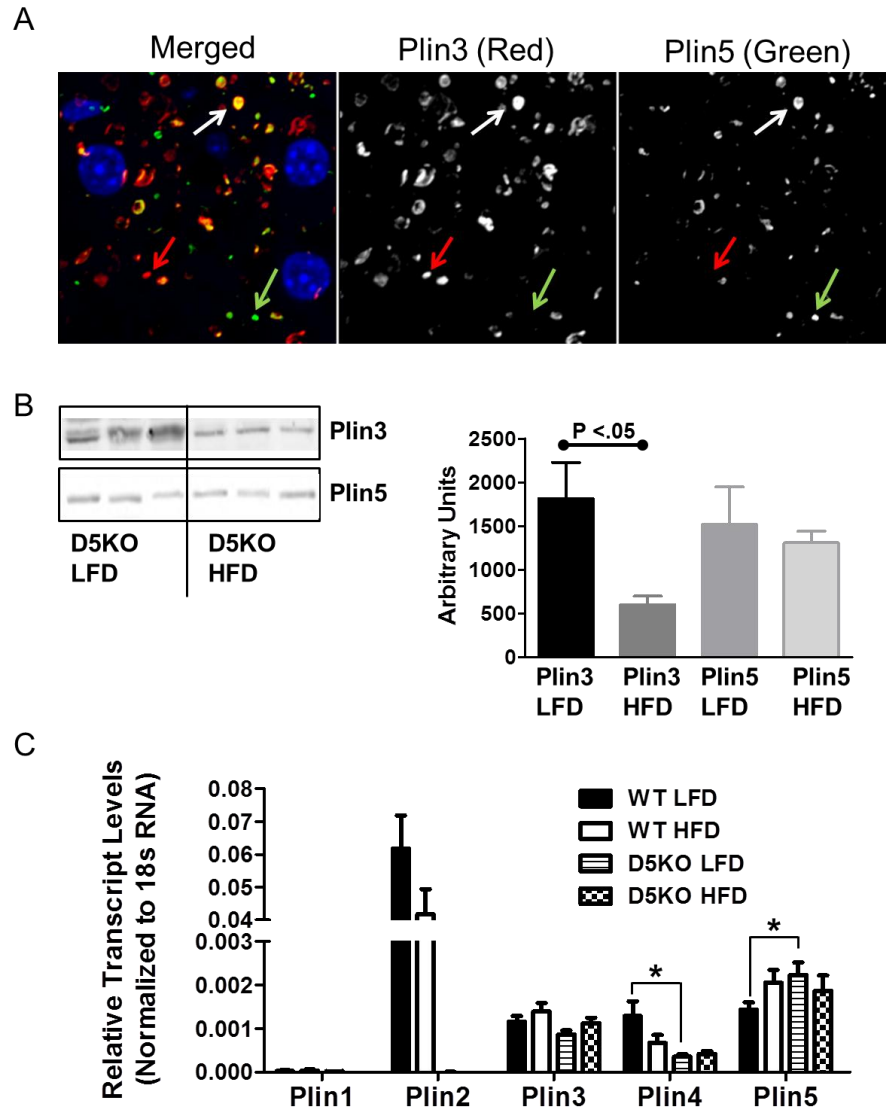 A
Merged
Plin3 (Red)
Plin5 (Green)
B
Plin3
Plin5
D5KO
LFD
D5KO
HFD
Arbitrary Units
2500
2000
1500
1000
500
0
P <.05
Plin3
LFD
Plin3
HFD
Plin5
LFD
Plin5
HFD
C
Relative Transcript Levels
(Normalized to 18s RNA)
0.08
0.07
0.06
0.05
0.04
0.003
0.002
0.001
0.000
WT LFD
WT HFD
D5KO LFD
D5KO HFD
*
*
Plin1
Plin2
Plin3
Plin4
Plin5